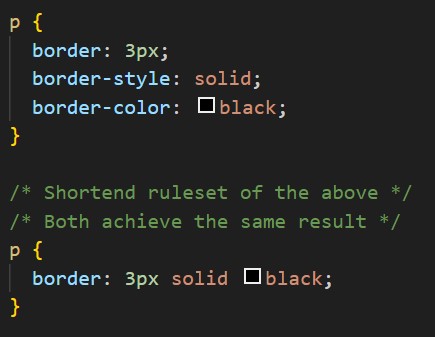 p {
  border: 3px;
  border-style: solid;
  border-color: black;
}

/* Shortend ruleset of the above */
/* Both achieve the same result */
p {
  border: 3px solid black;
}